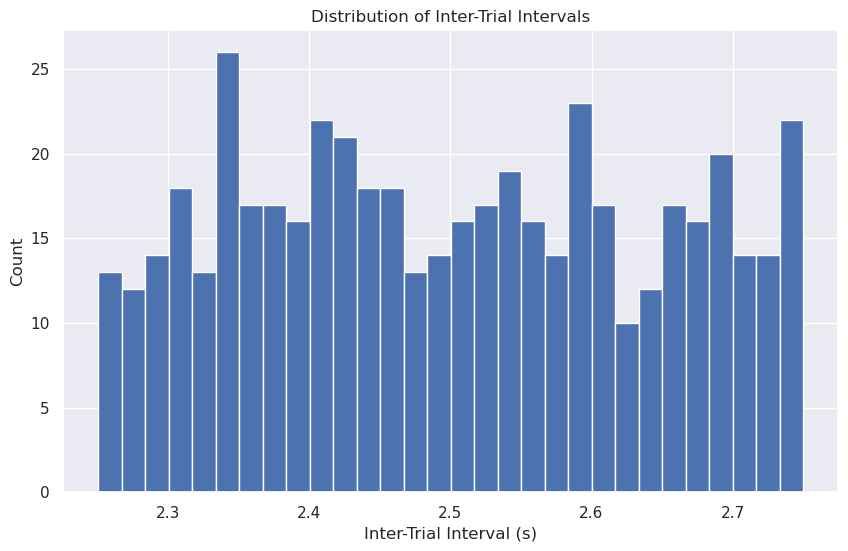 Distribution of Inter-Trial Intervals
25
20
15
10
5
0
Count
2.3 2.4 2.5 2.6 2.7
Inter-Trial Interval (s)